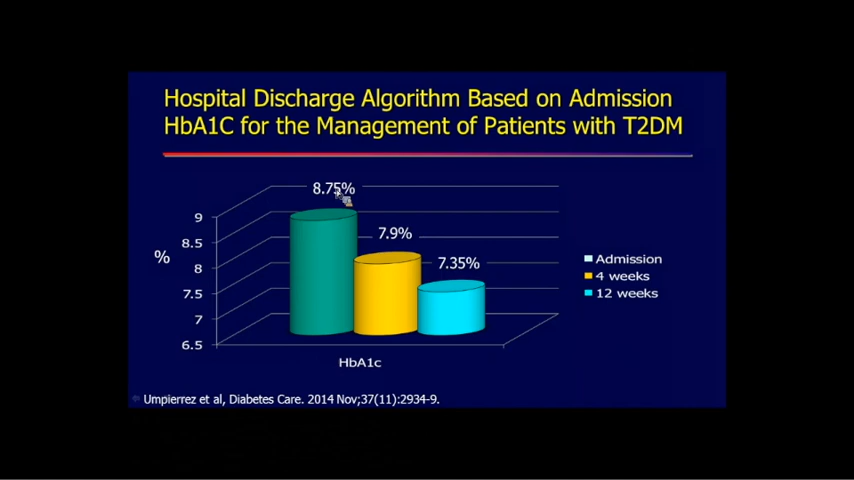 Hospital Discharge Algorithm Based on Admission
HbA1C for the Management of Patients with T2DM
8.75%
7.9%
7.35%
9
8.5
8
7.5
7
6.5
%
HbA1c
Admission
4 weeks
12 weeks
Umpierrez et al, Diabetes Care. 2014 Nov;37(11):2934-9.